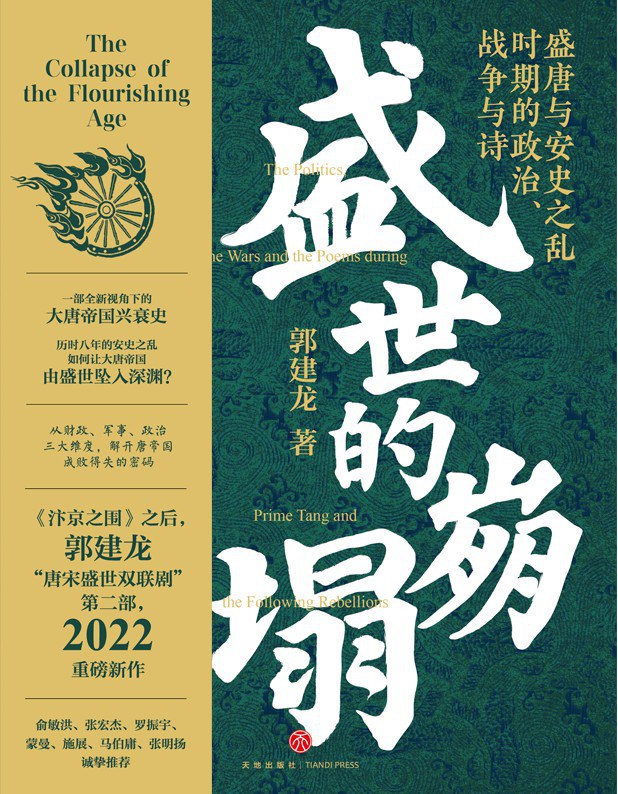 The
Collapse of
the Flourishing
Age
一部全新视角下的
大唐帝国兴衰史
历时八年的安史之乱
如何让大唐帝国
由盛世坠入深渊？
从财政、军事、政治
三大维度，解开唐帝国
成败得失的密码
《汴京之围》之后，
郭建龙
“唐宋盛世双联剧”
第二部，
2022
重磅新作
俞敏洪、张宏杰、罗振宇、
蒙曼、施展、马伯庸、张明扬
诚挚推荐
盛唐与安史之乱
时期的政治、
战争与诗
盛世的崩塌
The Politics,
he Wars and the Poems during
Prime Tang and
the Following Rebellions
郭建龙 著
天地出版社 | TIANDI PRESS